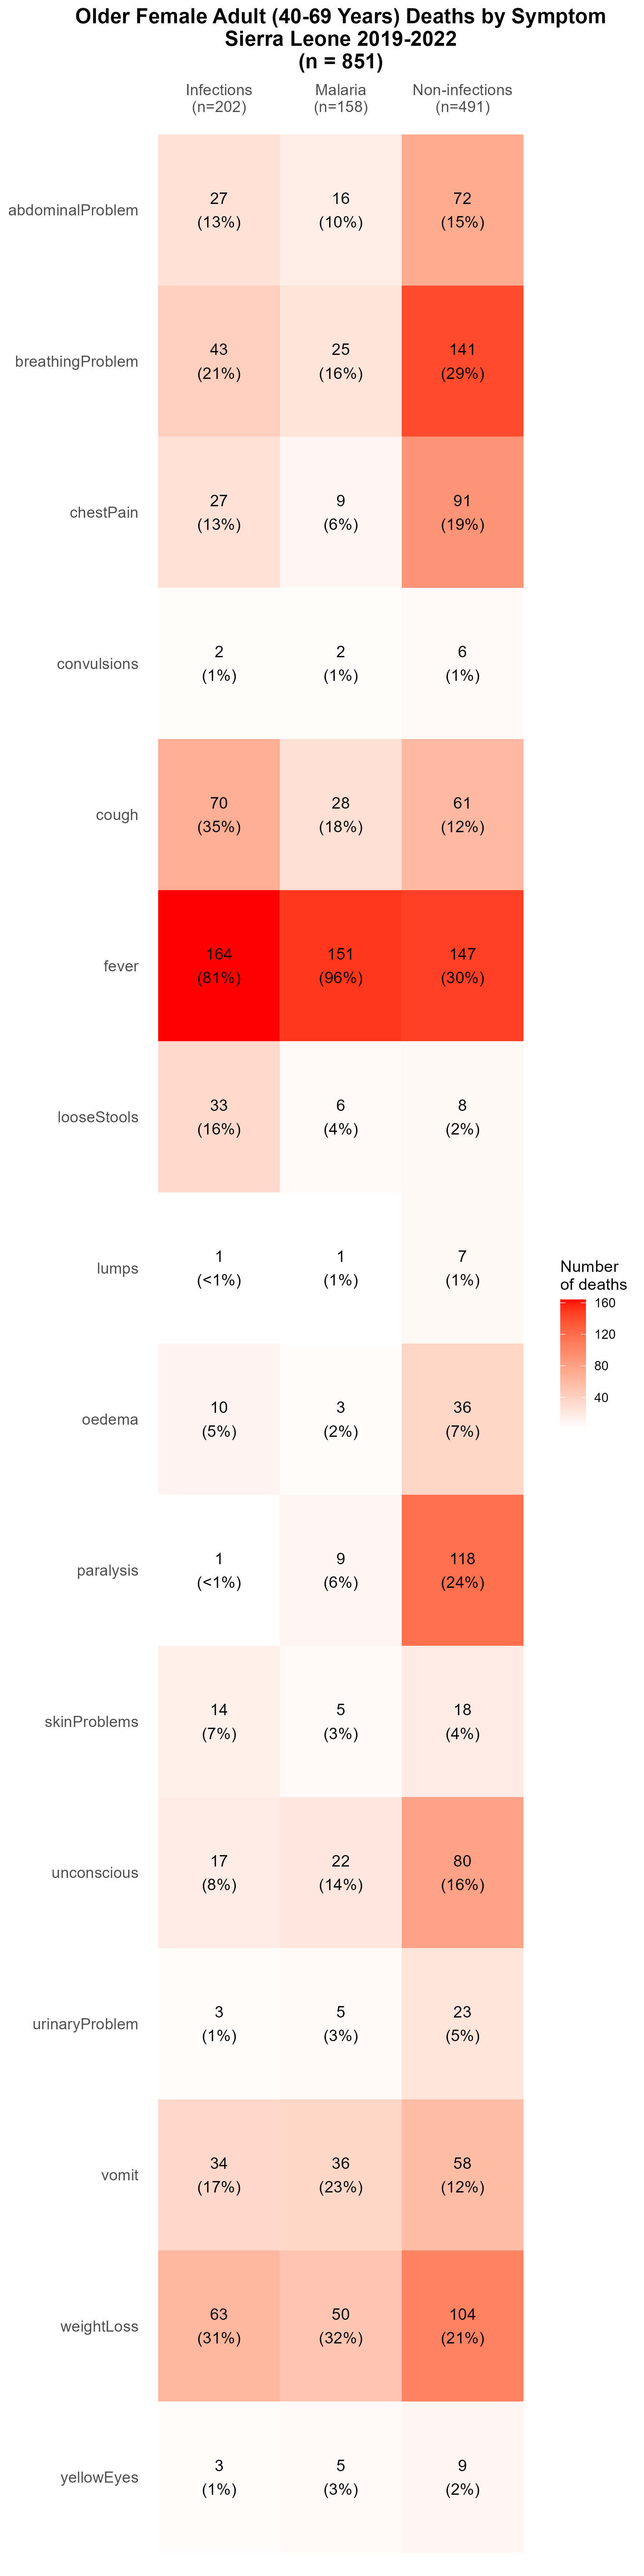 Older Female Adult (40-69 Years) Deaths by Symptom
Sierra Leone 2019-2022
(n = 851)
Infections Malaria Non-infections
(n=202) (n=158) (n=491)
27 16 72
abdominalProblem
(13%) (10%) (15%)
43 25 141
breathingProblem
(21%) (16%) (29%)
27 9 91
chestPain
(13%) (6%) (19%)
2 2 6
convulsions
(1%) (1%) (1%)
70 28 61
cough
(35%) (18%) (12%)
164 151 147
fever
(81%) (96%) (30%)
33 6 8
looseStools
(16%) (4%) (2%)
1 1 7
lumps
(<1%) (1%) (1%)
10 3 36
oedema
(5%) (2%) (7%)
1 9 118
paralysis
(<1%) (6%) (24%)
14 5 18
skinProblems
(7%) (3%) (4%)
17 22 80
unconscious
(8%) (14%) (16%)
3 5 23
urinaryProblem
(1%) (3%) (5%)
34 36 58
vomit
(17%) (23%) (12%)
63 50 104
weightLoss
(31%) (32%) (21%)
3 5 9
yellowEyes
(1%) (3%) (2%)
Number
of deaths
160
120
80
40